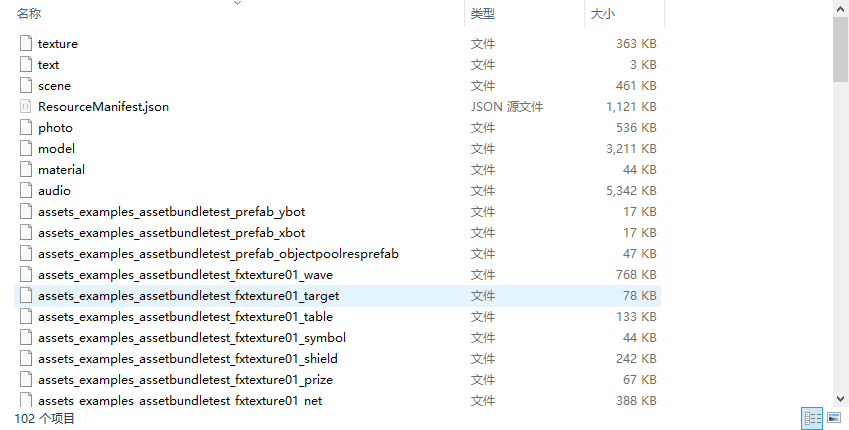 名称 类型 大小
texture 文件 363 KB
text 文件 3 KB
scene 文件 461 KB
ResourceManifest.json JSON 源文件 1,121 KB
photo 文件 536 KB
model 文件 3,211 KB
material 文件 44 KB
audio 文件 5,342 KB
assets_examples_assetbundletest_prefab_ybot 文件 17 KB
assets_examples_assetbundletest_prefab_xbot 文件 17 KB
assets_examples_assetbundletest_prefab_objectpoolresprefab 文件 47 KB
assets_examples_assetbundletest_fxtexture01_wave 文件 768 KB
assets_examples_assetbundletest_fxtexture01_target 文件 78 KB
assets_examples_assetbundletest_fxtexture01_table 文件 133 KB
assets_examples_assetbundletest_fxtexture01_symbol 文件 44 KB
assets_examples_assetbundletest_fxtexture01_shield 文件 242 KB
assets_examples_assetbundletest_fxtexture01_prize 文件 67 KB
assets_examples_assetbundletest_fxtexture01_net 文件 388 KB
102 个项目